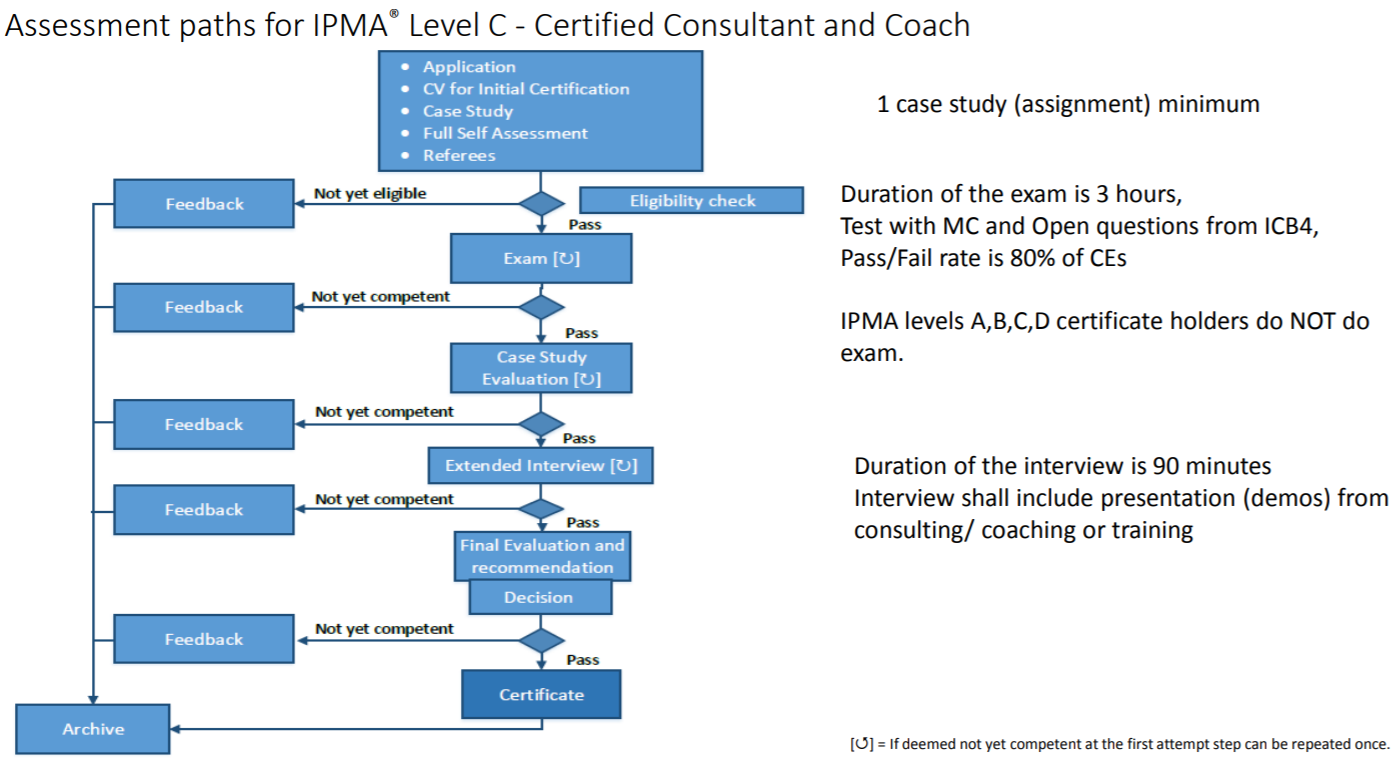 Assessment paths for IPMA® Level C - Certified Consultant and Coach
• Application
• CV for Initial Certification
• Case Study
• Full Self Assessment
• Referees
1 case study (assignment) minimum
Feedback
Not yet eligible
Eligibility check
Pass
Duration of the exam is 3 hours,
Test with MC and Open questions from ICB4,
Pass/Fail rate is 80% of CEs
Exam [↻]
Feedback
Not yet competent
Pass
IPMA levels A,B,C,D certificate holders do NOT do
exam.
Case Study
Evaluation [↻]
Feedback
Not yet competent
Pass
Extended Interview [↻]
Duration of the interview is 90 minutes
Interview shall include presentation (demos) from
consulting/ coaching or training
Feedback
Not yet competent
Pass
Final Evaluation and
recommendation
Decision
Feedback
Not yet competent
Pass
Certificate
Archive
[↺] = If deemed not yet competent at the first attempt step can be repeated once.